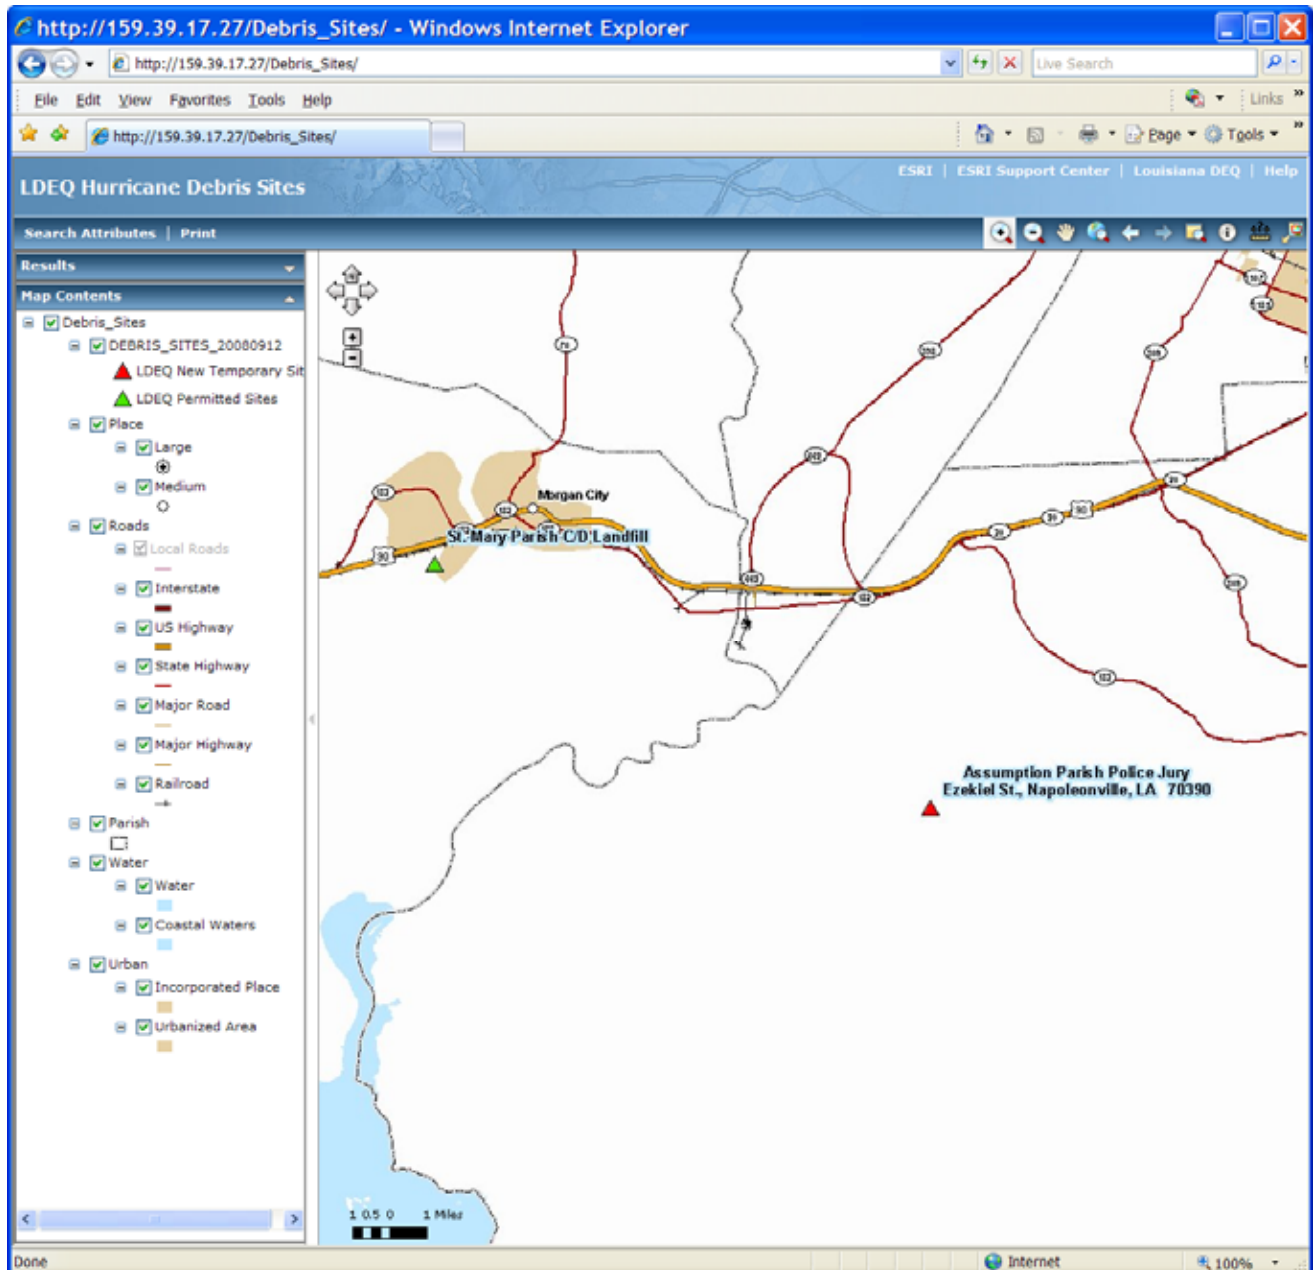 http://159.39.17.27/Debris_Sites/ - Windows Internet Explorer
http://159.39.17.27/Debris_Sites/
Live Search
File Edit View Favorites Tools Help
Links »
http://159.39.17.27/Debris_Sites/
Page Tools »
ESRI | ESRI Support Center | Louisiana DEQ | Help
LDEQ Hurricane Debris Sites
Search Attributes | Print
Results
Map Contents
Debris_Sites
DEBRIS_SITES_20080912
LDEQ New Temporary Sit
LDEQ Permitted Sites
Place
Large
Medium
Roads
Local Roads
Interstate
US Highway
State Highway
Major Road
Major Highway
Railroad
Parish
Water
Water
Coastal Waters
Urban
Incorporated Place
Urbanized Area
70
Morgan City
St. Mary Parish C/D Landfill
90
90
Assumption Parish Police Jury
Ezekiel St., Napoleonville, LA 70390
1 0.5 0 1 Miles
Done
Internet
100%